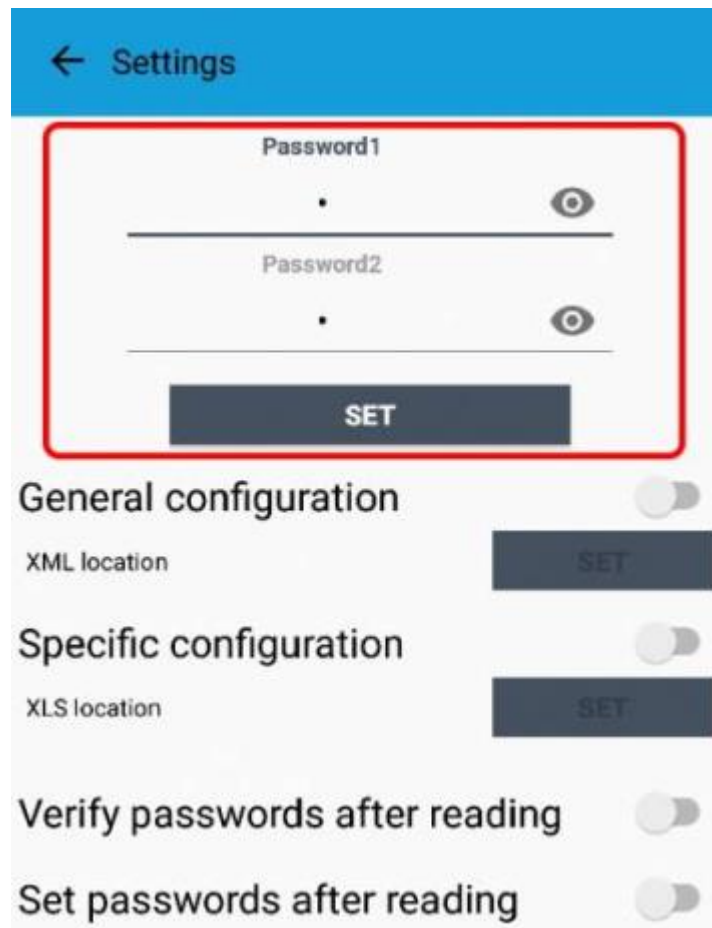 Settings
Password1
•
Password2
•
SET
General configuration
XML location
SET
Specific configuration
XLS location
SET
Verify passwords after reading
Set passwords after reading